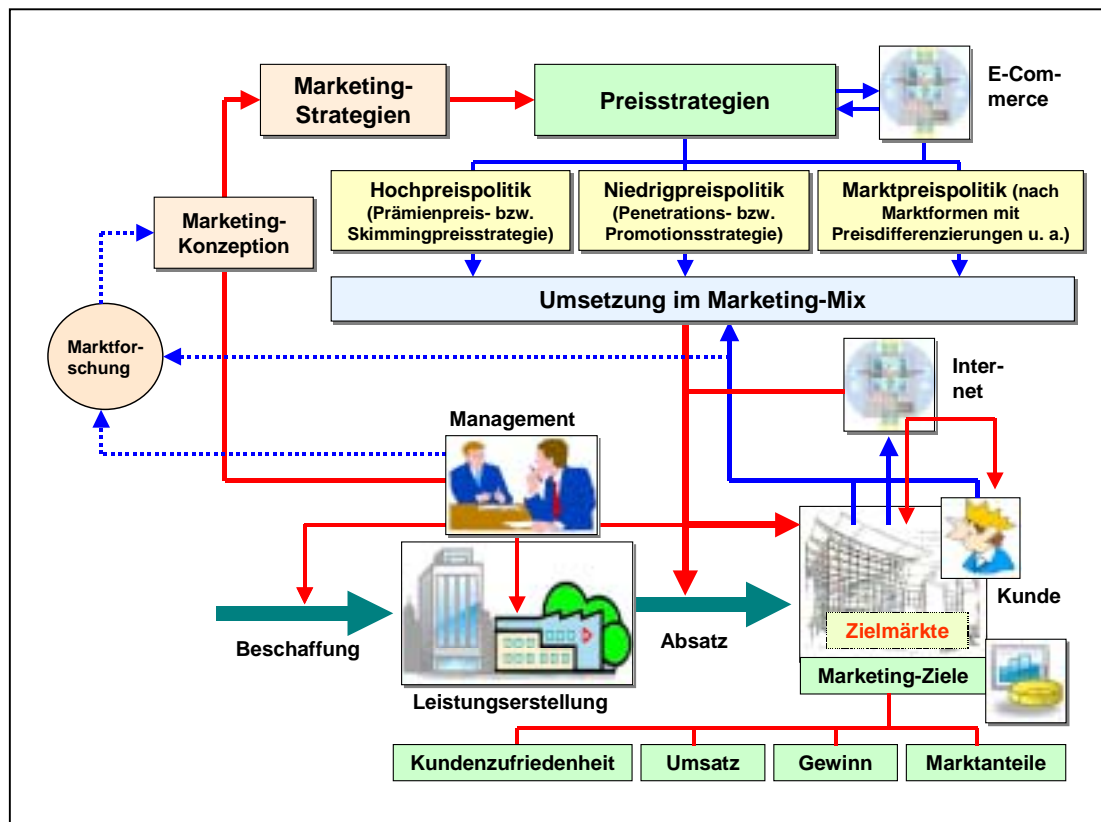 Marketing-
Strategien
Preisstrategien
E-Com-
merce
Hochpreispolitik
(Prämienpreis- bzw.
Skimmingpreisstrategie)
Niedrigpreispolitik
(Penetrations- bzw.
Promotionsstrategie)
Marktpreispolitik (nach
Marktformen mit
Preisdifferenzierungen u. a.)
Marketing-
Konzeption
Umsetzung im Marketing-Mix
Marktfor-
schung
Inter-
net
Management
Kunde
Beschaffung
Absatz
Zielmärkte
Leistungserstellung
Marketing-Ziele
Kundenzufriedenheit
Umsatz
Gewinn
Marktanteile